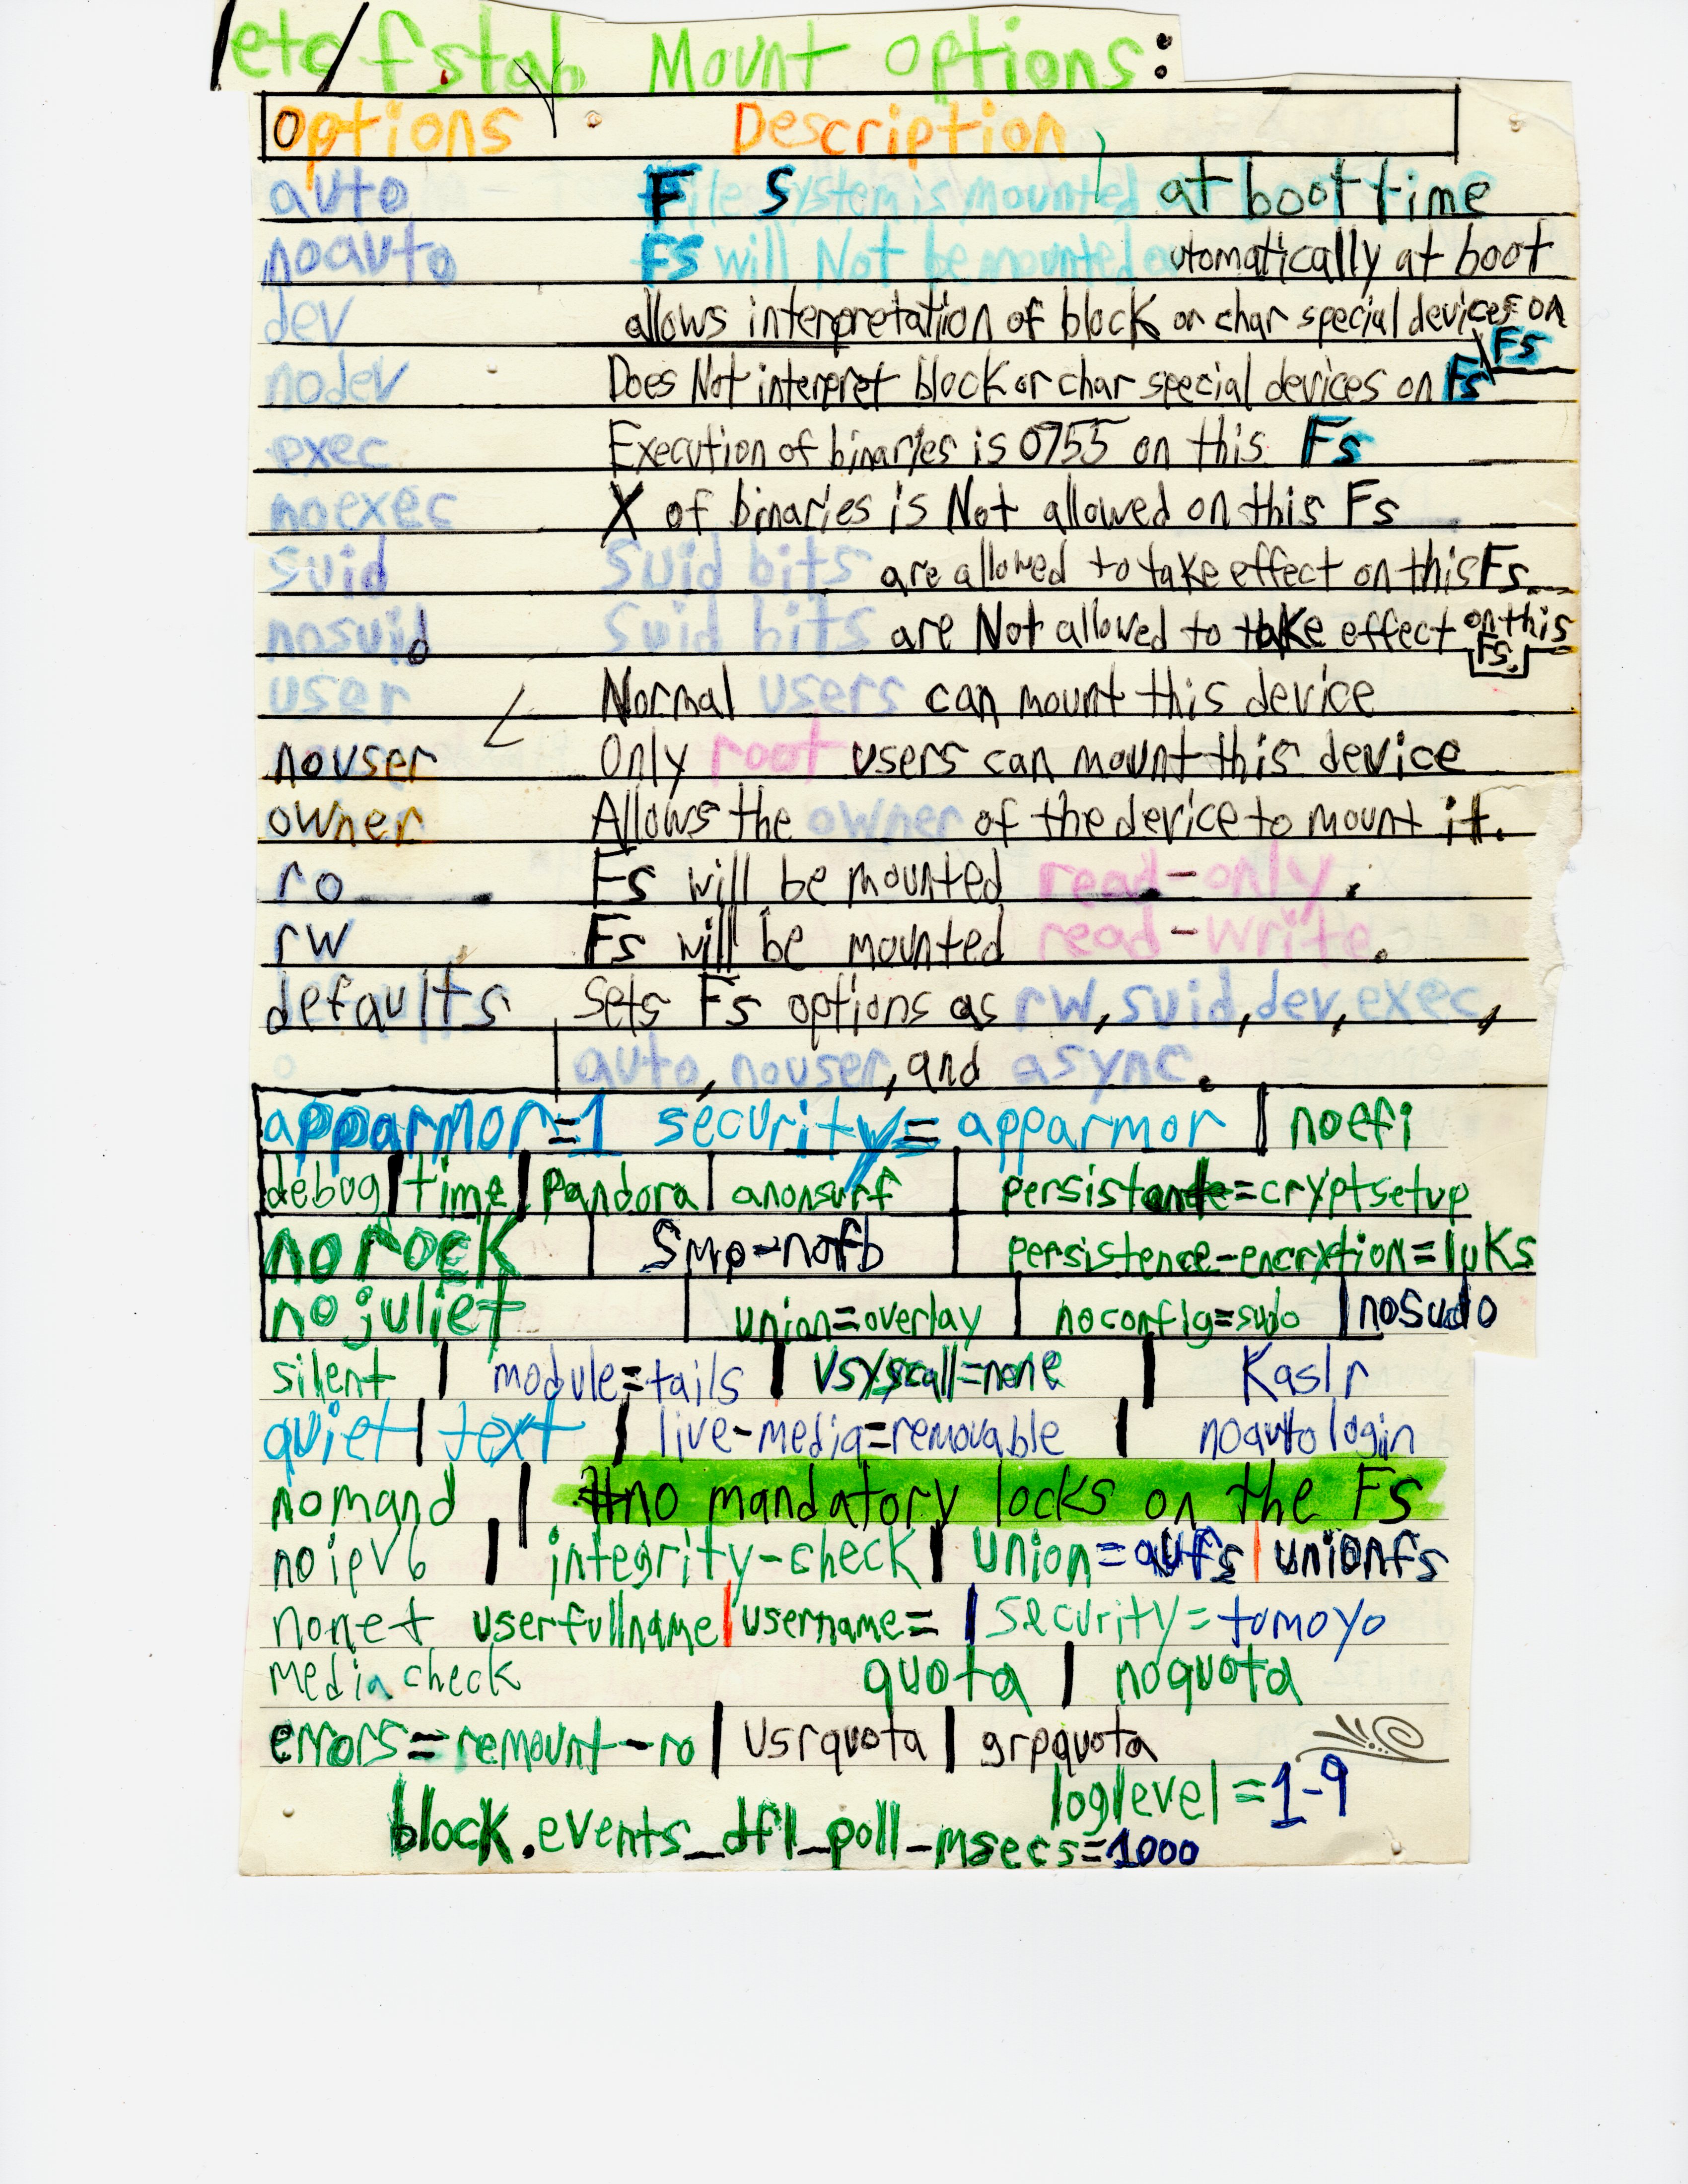 /etc/fstab Mount options:
options Description
auto File system is mounted at boot time
noauto FS will Not be mounted automatically at boot
dev allows interpretation of block or char special devices on Fs
nodev Does Not interpret block or char special devices on Fs
exec Execution of binaries is 0755 on this Fs
noexec X of binaries is Not allowed on this Fs
suid Suid bits are allowed to take effect on this Fs
nosuid Suid bits are Not allowed to take effect on this Fs.
user Normal users can mount this device
nouser Only root users can mount this device
owner Allows the owner of the device to mount it.
ro Fs will be mounted read-only.
rw Fs will be mounted read-write.
defaults Sets Fs options as rw, suid, dev, exec,
auto, nouser, and async.
apparmor=1 security=apparmor | noefi
debug | time | Pandora | anonsurf | persistence=cryptsetup
norock | Smp=nofb | persistence-encryption=luks
nojuliet | union=overlay | noconfig=sudo | nosudo
silent | module=tails | vsyscall=none | Kaslr
quiet | text | live-media=removable | noautologin
nomand | #no mandatory locks on the Fs
noipv6 | integrity-check | union=aufs | unionfs
nonet userfullname | username= | security=tomoyo
media check quota | noquota
errors=remount-ro | usrquota | grpquota
loglevel=1-9
block.events_dfl_poll_msecs=1000